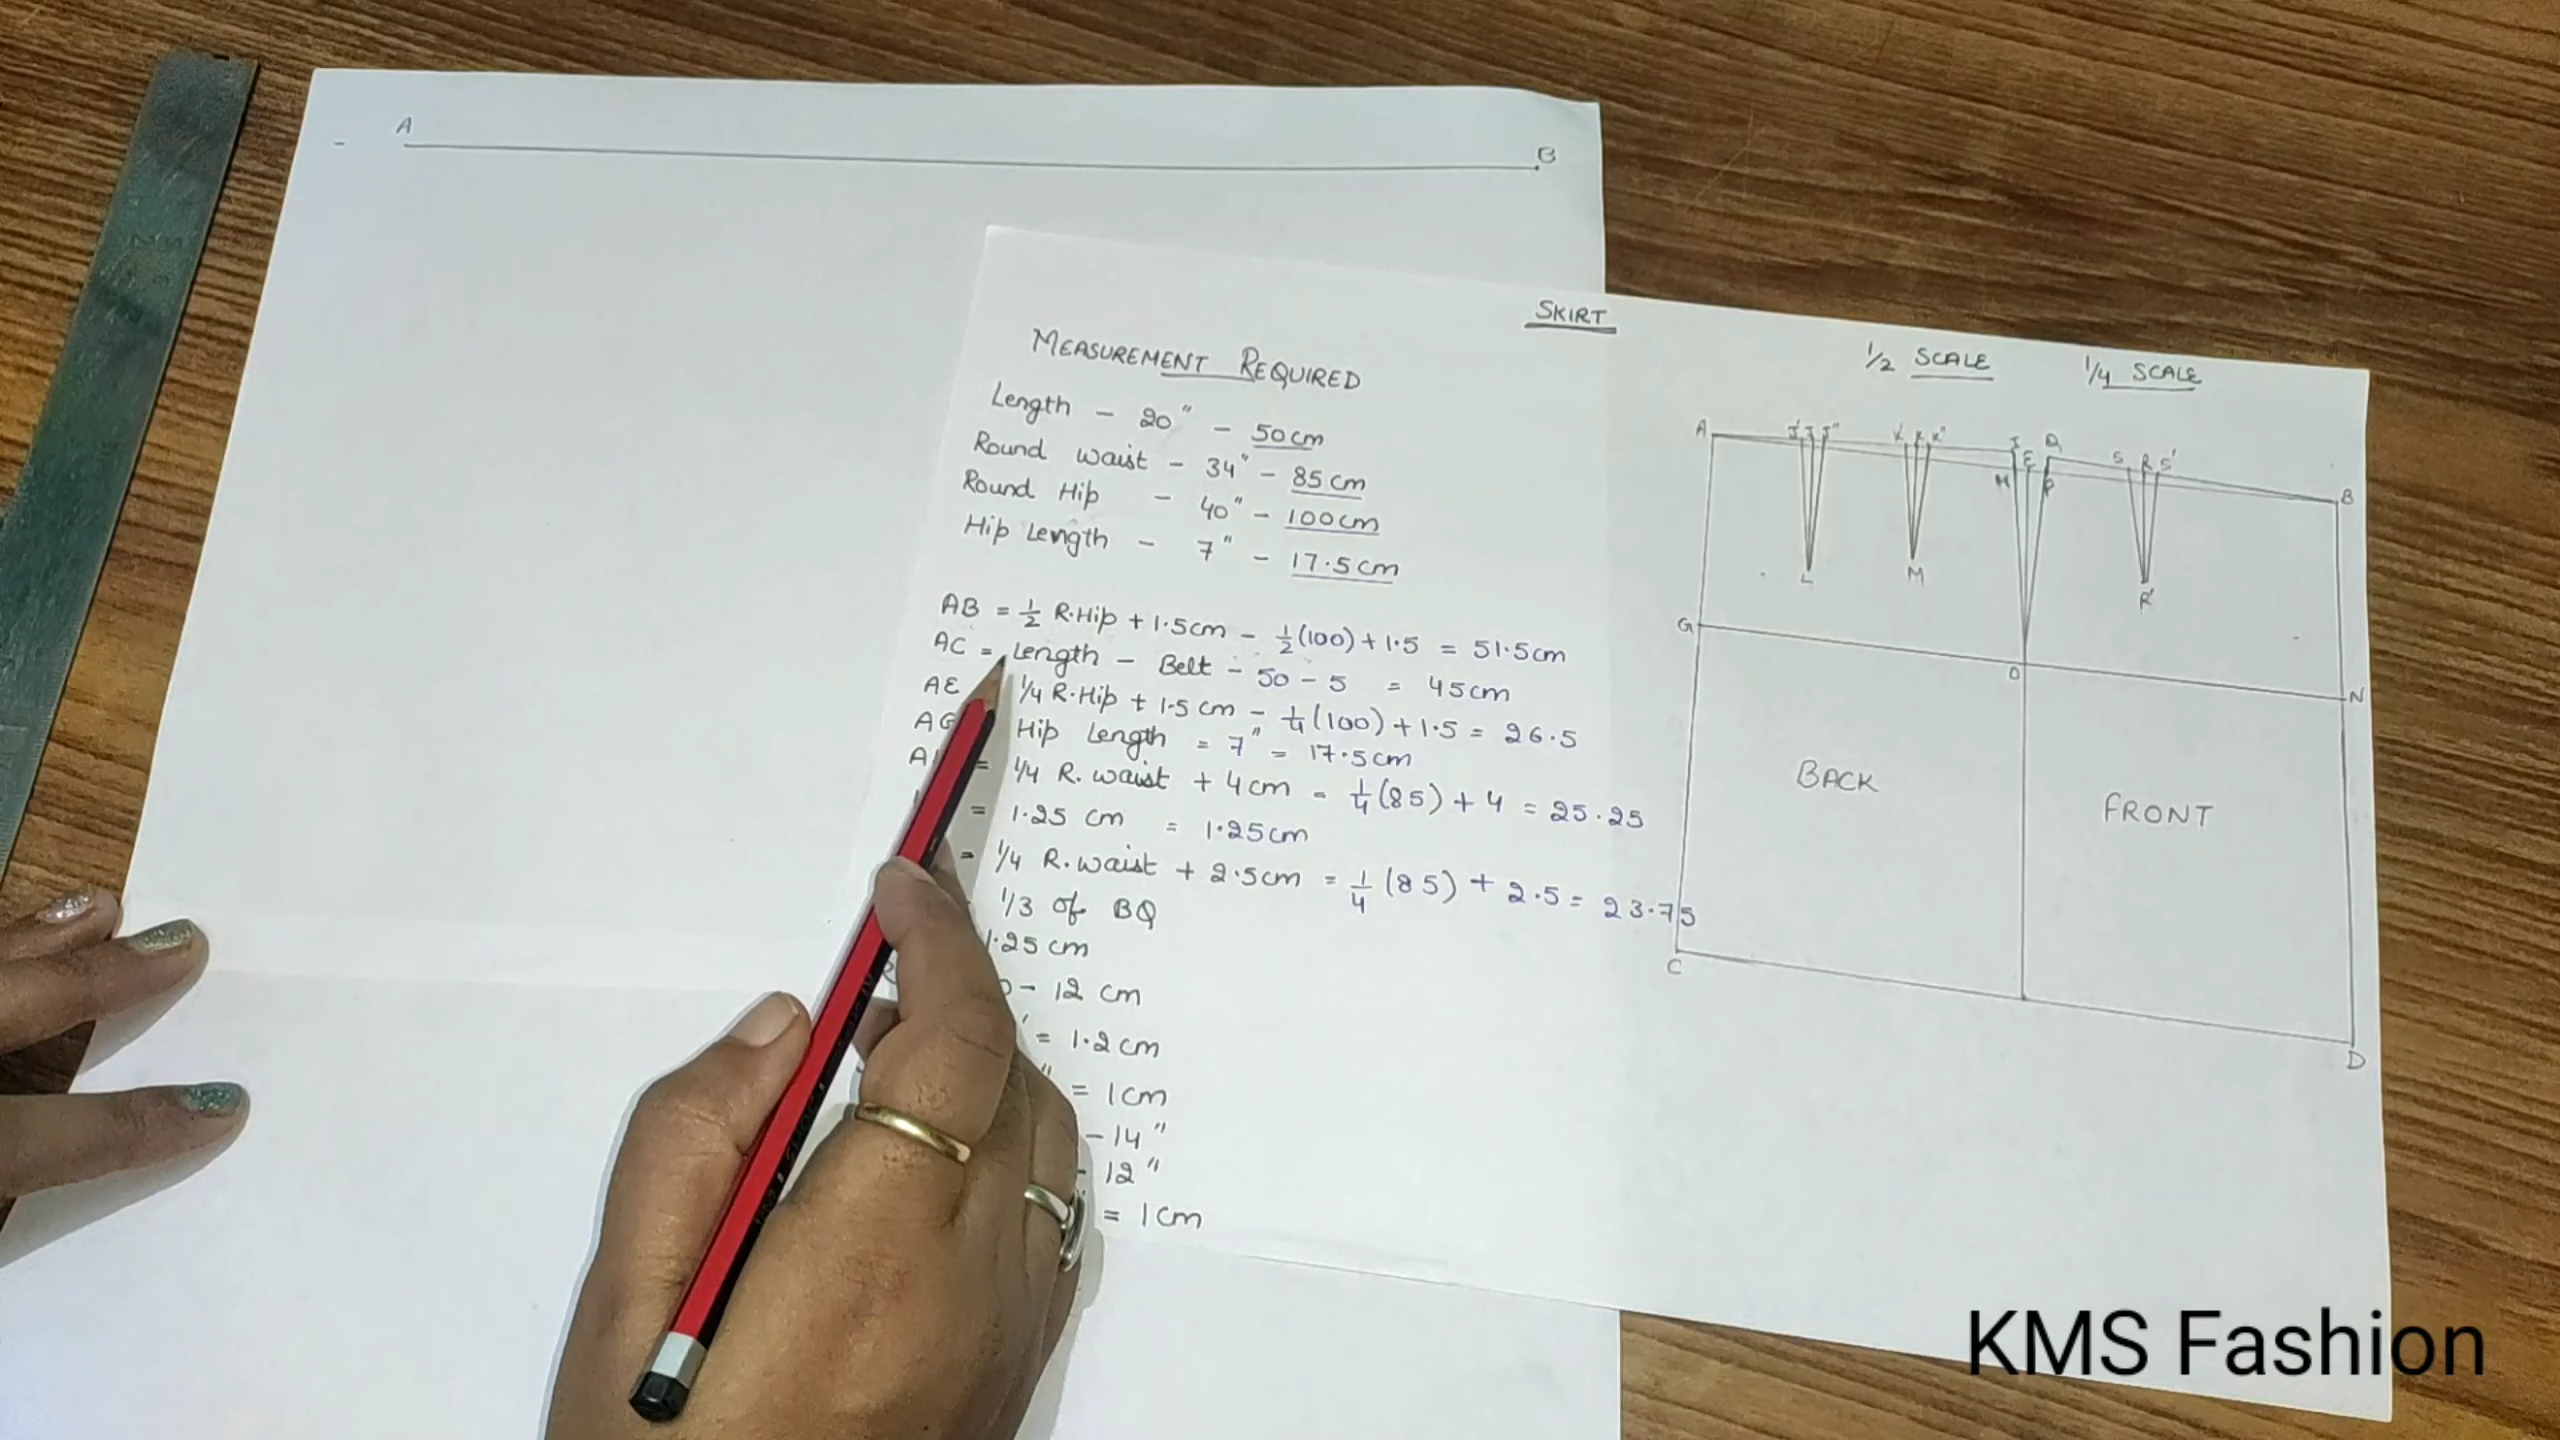 A
B
SKIRT
MEASUREMENT REQUIRED
Length - 20" - 50cm
Round waist - 34" - 85cm
Round Hip - 40" - 100cm
Hip Length - 7" - 17.5cm
AB = 1/2 R.Hip + 1.5cm - 1/2(100) + 1.5 = 51.5cm
AC = Length - Belt - 50 - 5 = 45cm
AE 1/4 R.Hip + 1.5 cm - 1/4(100) + 1.5 = 26.5
AG Hip Length = 7" = 17.5cm
A = 1/4 R. waist + 4cm - 1/4(85) + 4 = 25.25
= 1.25 cm = 1.25cm
= 1/4 R. waist + 2.5cm = 1/4 (85) + 2.5 = 23.75
1/3 of BQ
1.25 cm
- 12 cm
' = 1.2cm
" = 1cm
- 14"
- 12"
= 1cm
1/2 SCALE 1/4 SCALE
A J' J J" K' K K" I E Q S R S' B
H P
L M R'
G O N
BACK FRONT
C D
KMS Fashion